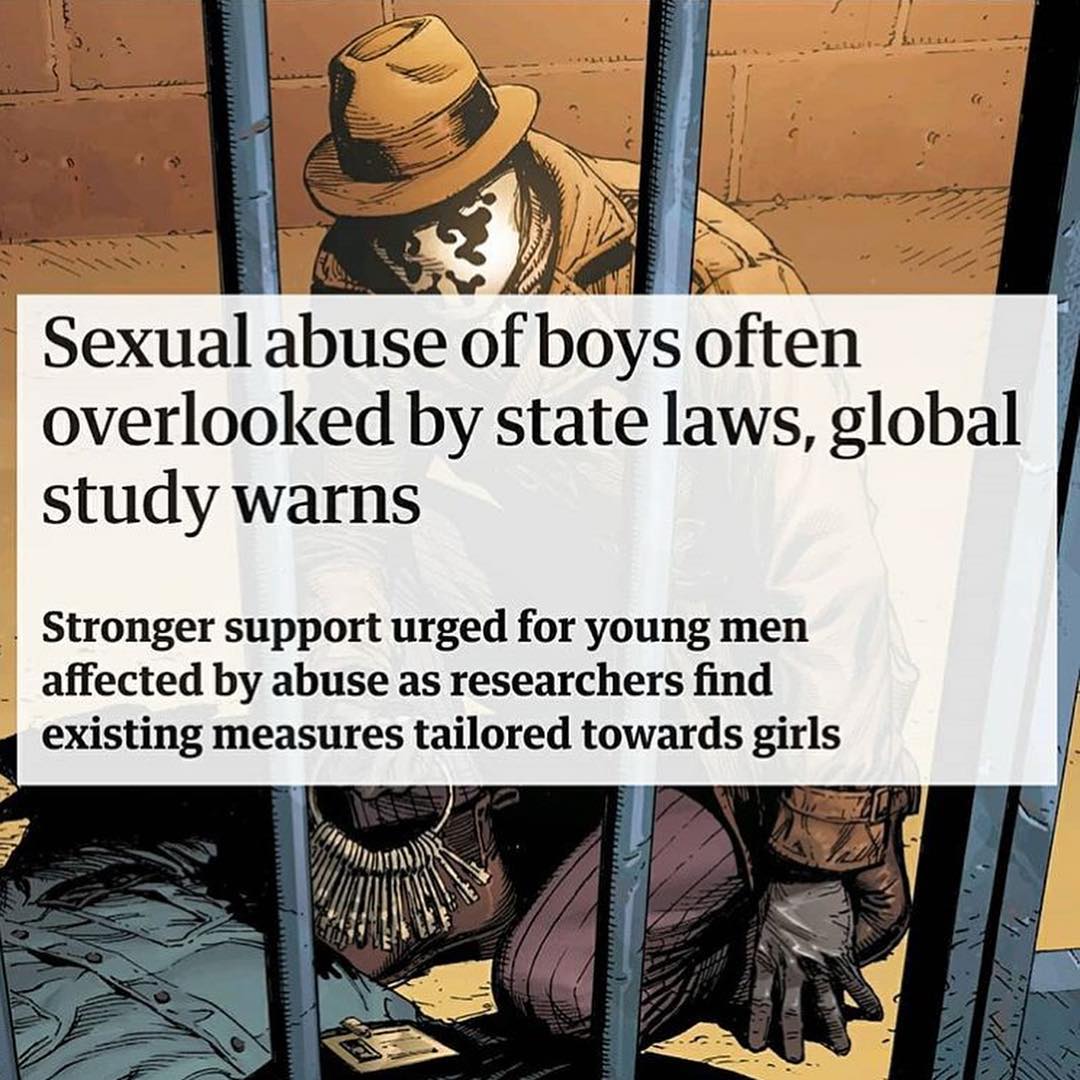 Sexual abuse of boys often
overlooked by state laws, global
study warns
Stronger support urged for young men
affected by abuse as researchers find
existing measures tailored towards girls